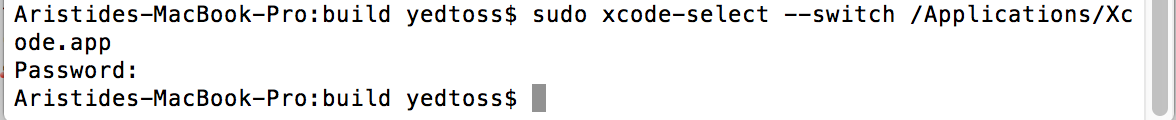 Aristides-MacBook-Pro:build yedtoss$ sudo xcode-select --switch /Applications/Xc
ode.app
Password:
Aristides-MacBook-Pro:build yedtoss$